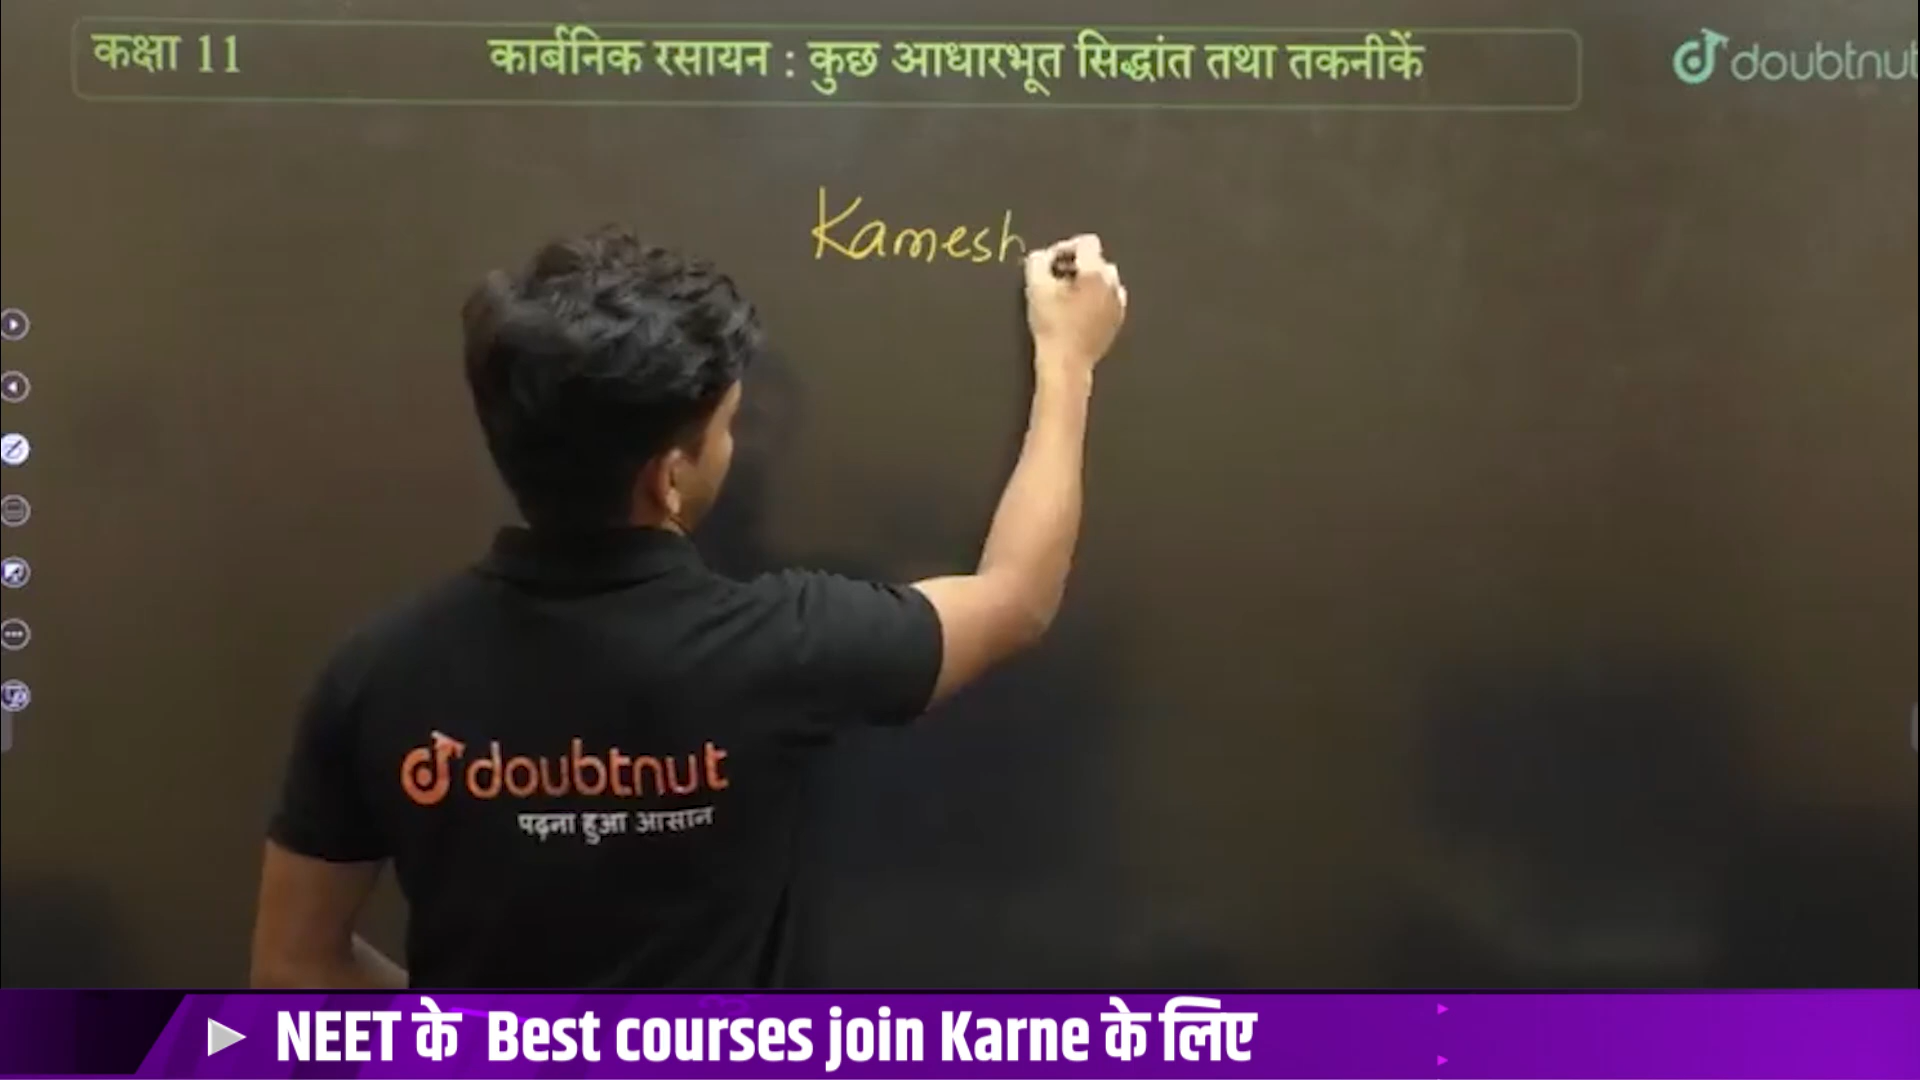 कक्षा 11 कार्बनिक रसायन : कुछ आधारभूत सिद्धांत तथा तकनीकें doubtnut
Kamesh
doubtnut
पढ़ना हुआ आसान
NEET के Best courses join Karne के लिए